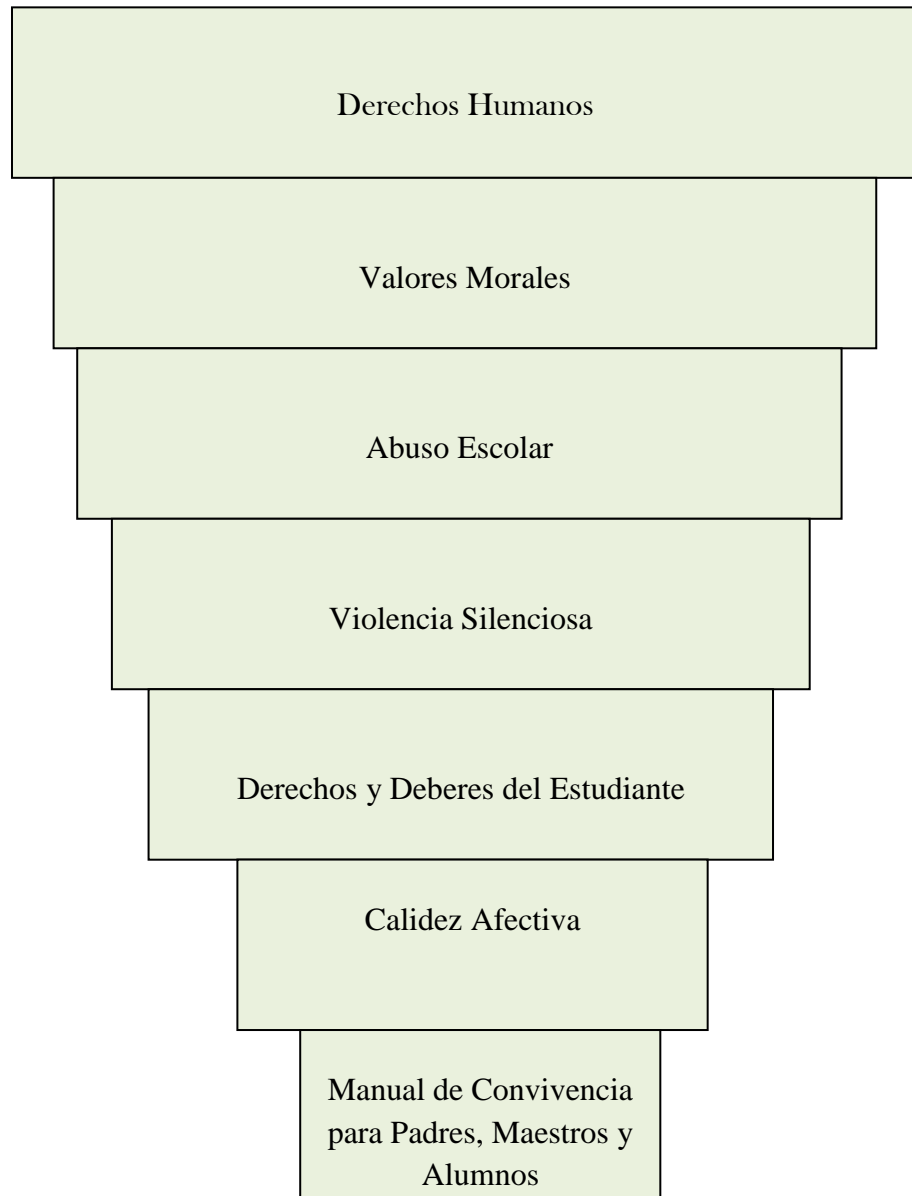 Derechos Humanos
Valores Morales
Abuso Escolar
Violencia Silenciosa
Derechos y Deberes del Estudiante
Calidez Afectiva
Manual de Convivencia
para Padres, Maestros y
Alumnos